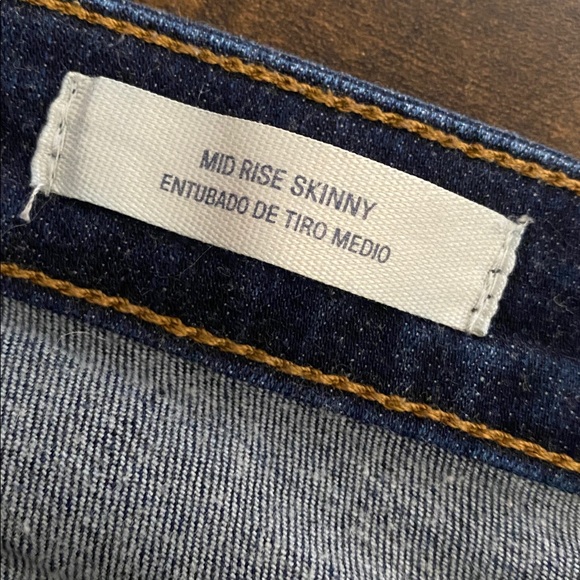 MID RISE SKINNY
ENTUBADO DE TIRO MEDIO